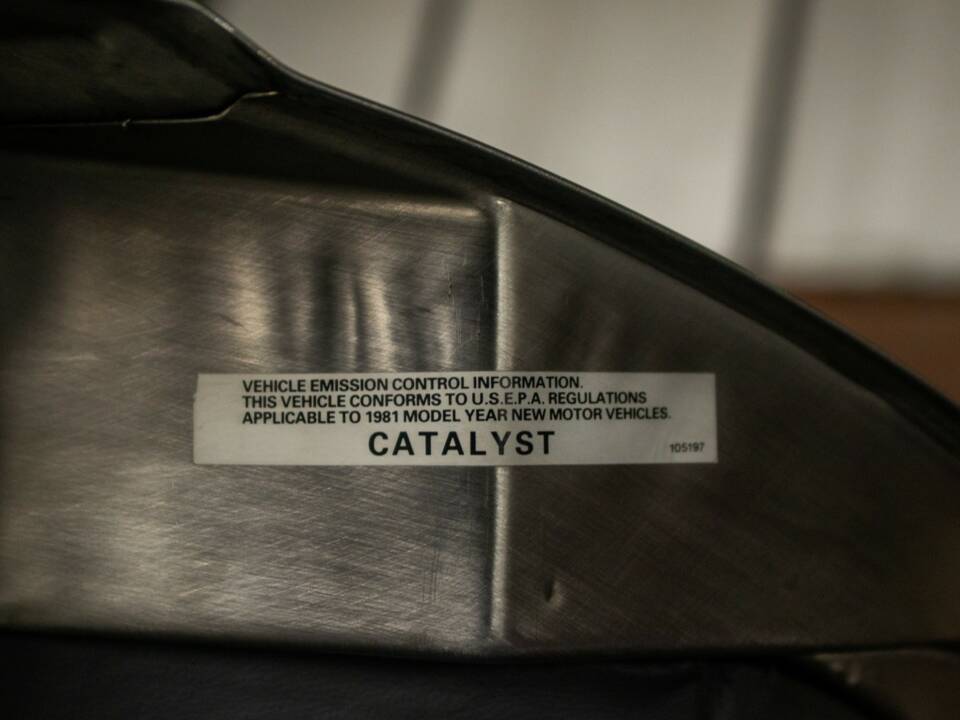 VEHICLE EMISSION CONTROL INFORMATION.
THIS VEHICLE CONFORMS TO U.S.E.P.A. REGULATIONS
APPLICABLE TO 1981 MODEL YEAR NEW MOTOR VEHICLES.
CATALYST
105197